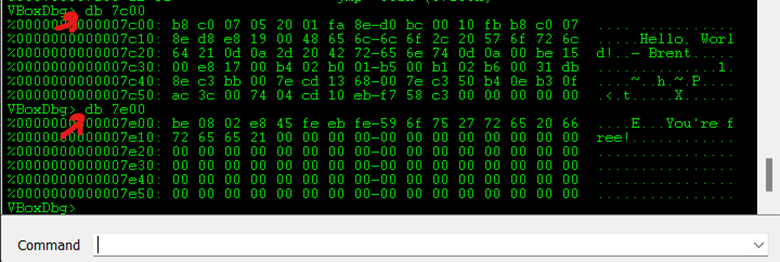 VBoxDbg> db 7c00
%0000000000007c00: b8 c0 07 05 20 01 fa 8e-d0 bc 00 10 fb b8 c0 07 .... ...........
%0000000000007c10: 8e d8 e8 19 00 48 65 6c-6c 6f 2c 20 57 6f 72 6c .....Hello, Worl
%0000000000007c20: 64 21 0d 0a 2d 20 42 72-65 6e 74 0d 0a 00 be 15 d!..- Brent.....
%0000000000007c30: 00 e8 17 00 b4 02 b0 01-b5 00 b1 02 b6 00 31 db ..............1.
%0000000000007c40: 8e c3 bb 00 7e cd 13 68-00 7e c3 50 b4 0e b3 0f ....~..h.~.P....
%0000000000007c50: ac 3c 00 74 04 cd 10 eb-f7 58 c3 00 00 00 00 00 .<.t.....X......
VBoxDbg> db 7e00
%0000000000007e00: be 08 02 e8 45 fe eb fe-59 6f 75 27 72 65 20 66 ....E...You're f
%0000000000007e10: 72 65 65 21 00 00 00 00 00 00 00 00 00 00 00 00 ree!............
%0000000000007e20: 00 00 00 00 00 00 00 00 00 00 00 00 00 00 00 00 ................
%0000000000007e30: 00 00 00 00 00 00 00 00 00 00 00 00 00 00 00 00 ................
%0000000000007e40: 00 00 00 00 00 00 00 00 00 00 00 00 00 00 00 00 ................
%0000000000007e50: 00 00 00 00 00 00 00 00 00 00 00 00 00 00 00 00 ................
VBoxDbg>
Command